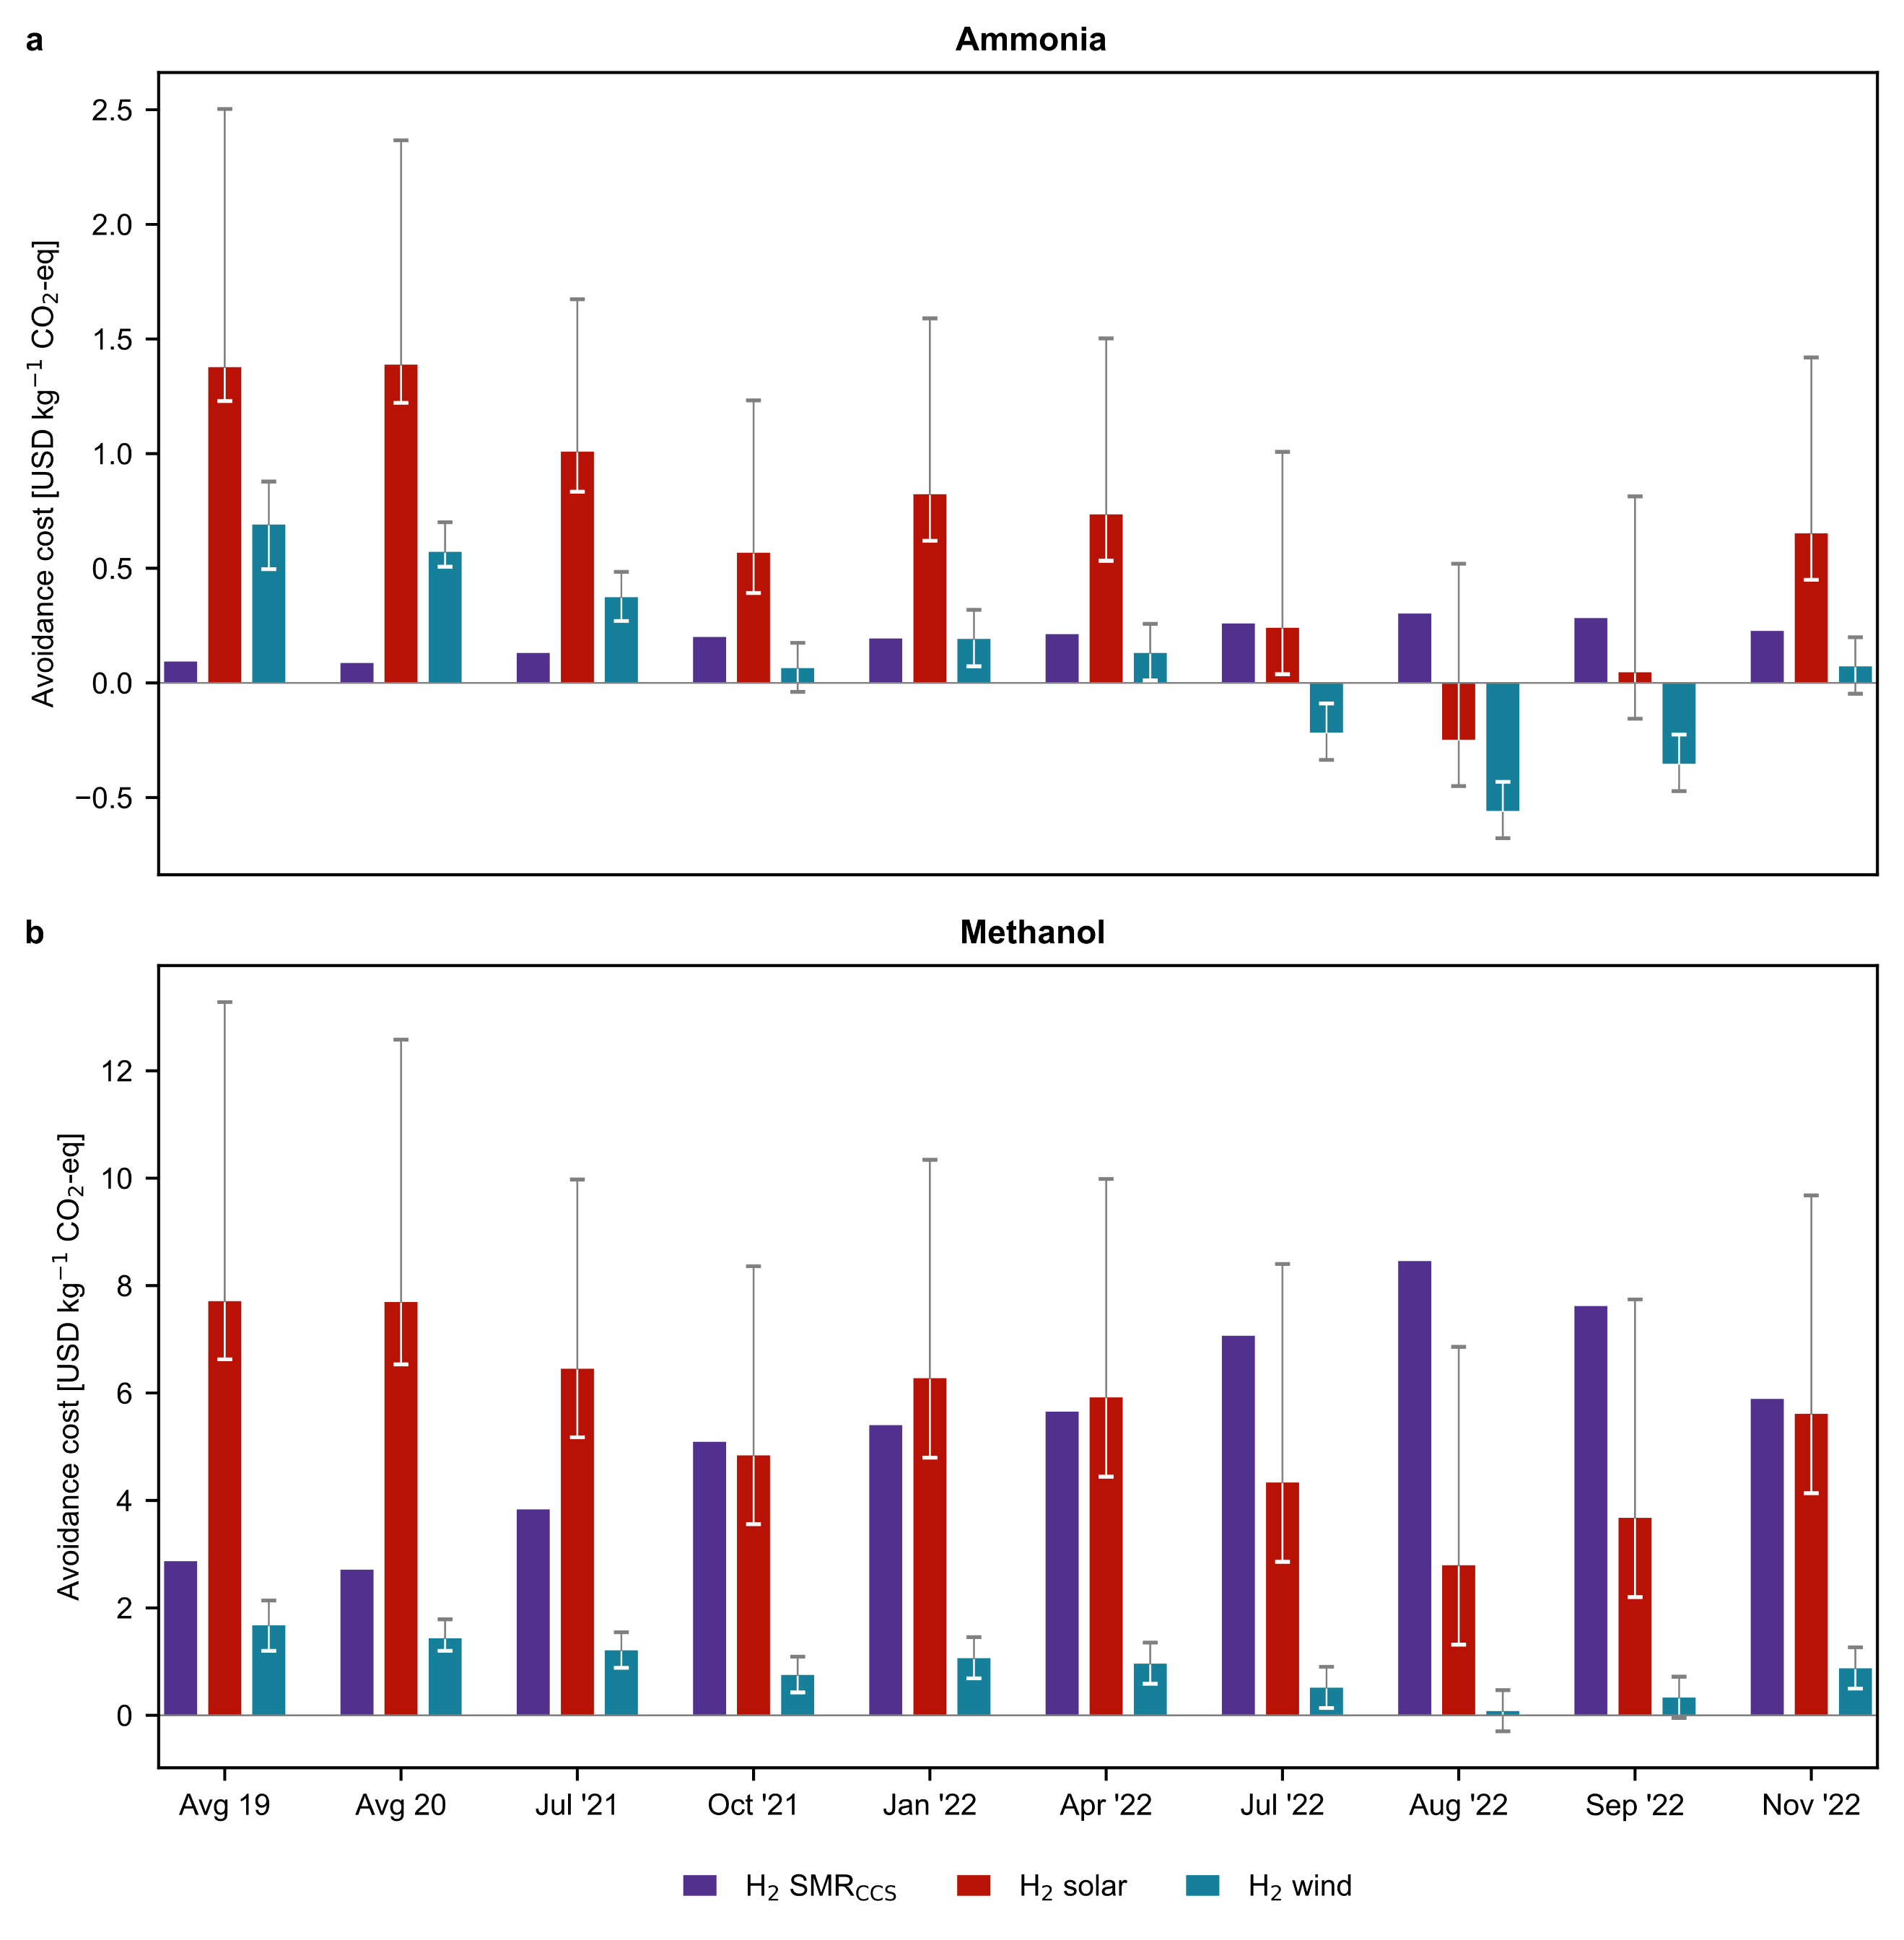 a
Ammonia
Avoidance cost [USD kg⁻¹ CO₂-eq]
2.5
2.0
1.5
1.0
0.5
0.0
−0.5
b
Methanol
Avoidance cost [USD kg⁻¹ CO₂-eq]
12
10
8
6
4
2
0
Avg 19 Avg 20 Jul '21 Oct '21 Jan '22 Apr '22 Jul '22 Aug '22 Sep '22 Nov '22
H₂ SMR_CCS H₂ solar H₂ wind